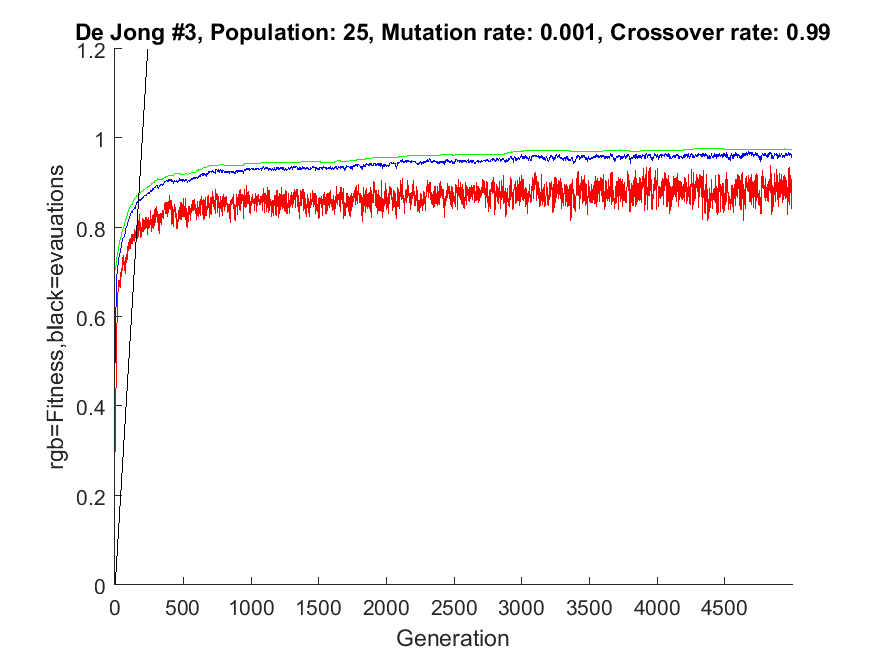 De Jong #3, Population: 25, Mutation rate: 0.001, Crossover rate: 0.99
1.2
1
0.8
0.6
0.4
0.2
0
rgb=Fitness,black=evauations
0 500 1000 1500 2000 2500 3000 3500 4000 4500
Generation